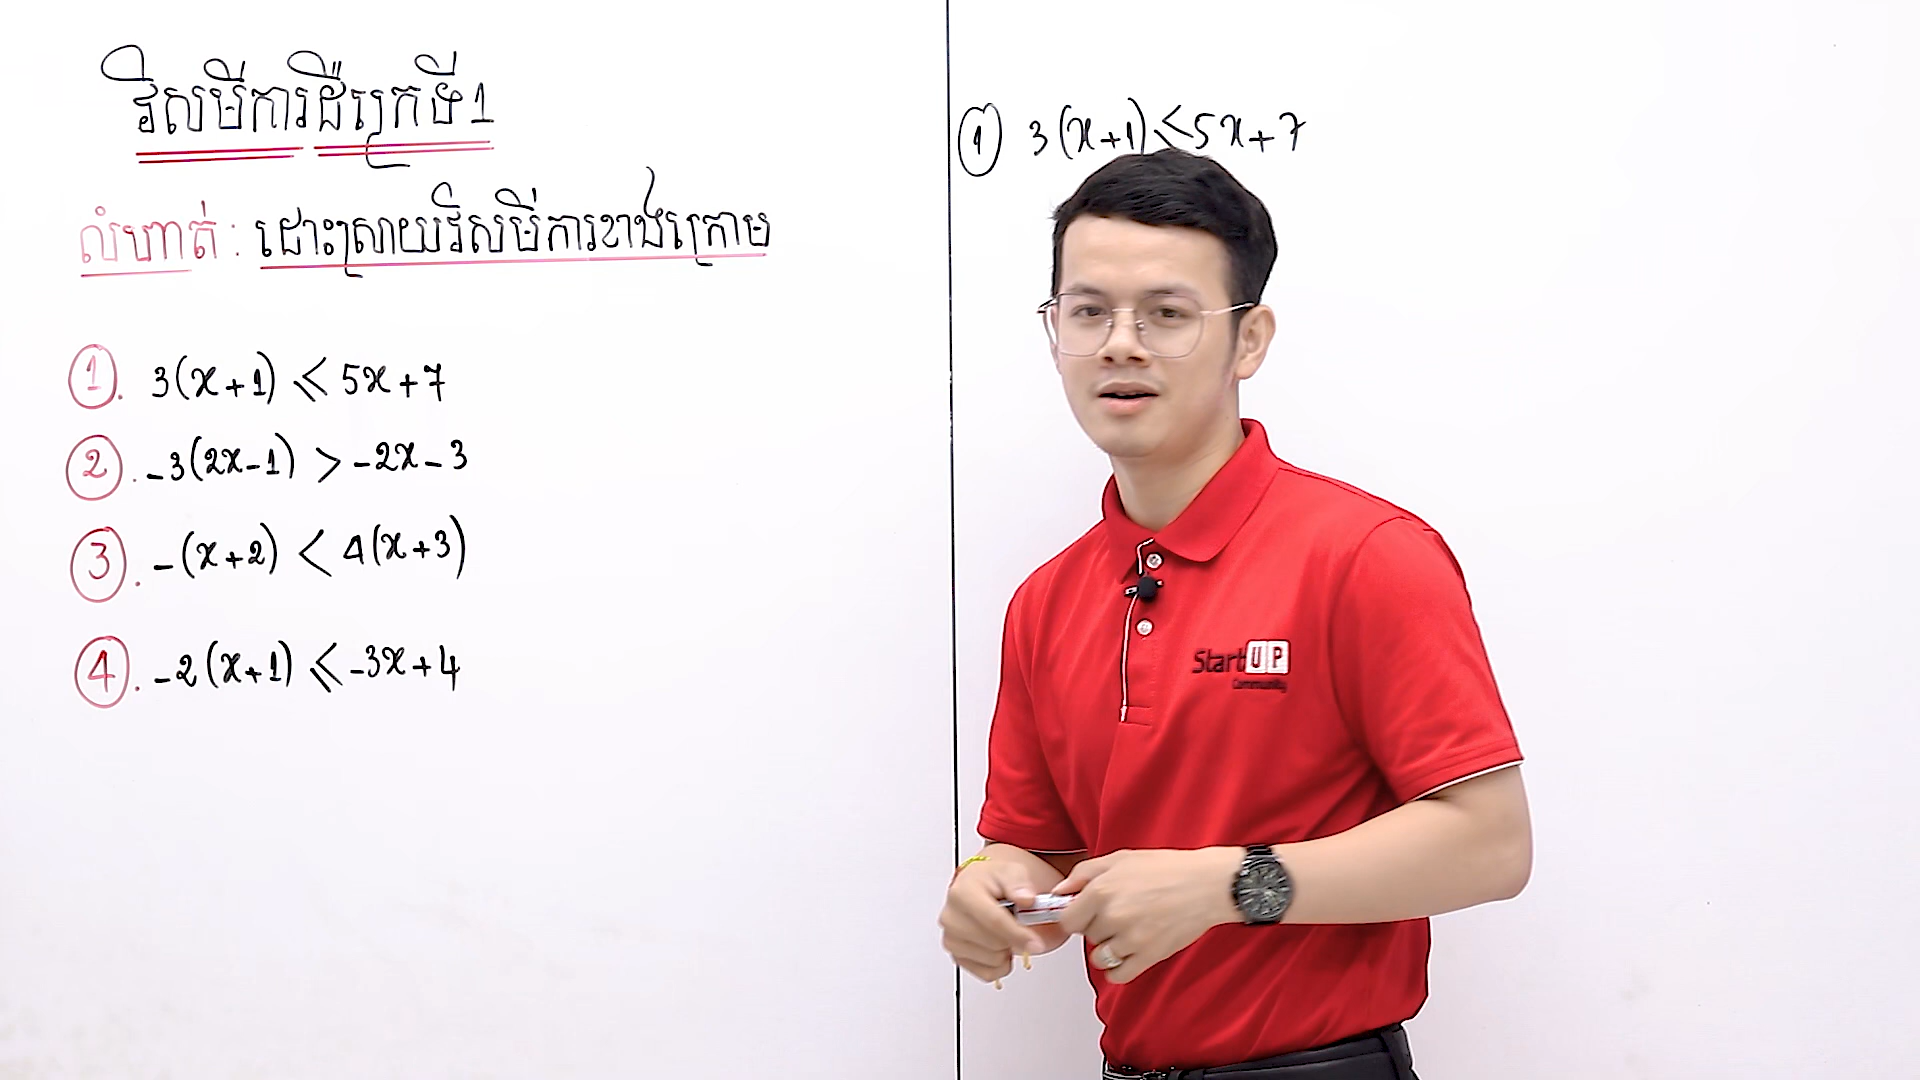 វិសមីការដឺក្រេទី1
លំហាត់ : ដោះស្រាយវិសមីការខាងក្រោម
1. 3(x+1) ⩽ 5x+7
2. -3(2x-1) > -2x-3
3. -(x+2) < 4(x+3)
4. -2(x+1) ⩽ -3x+4
1 3(x+1) ⩽ 5x+7
StartUP
Community